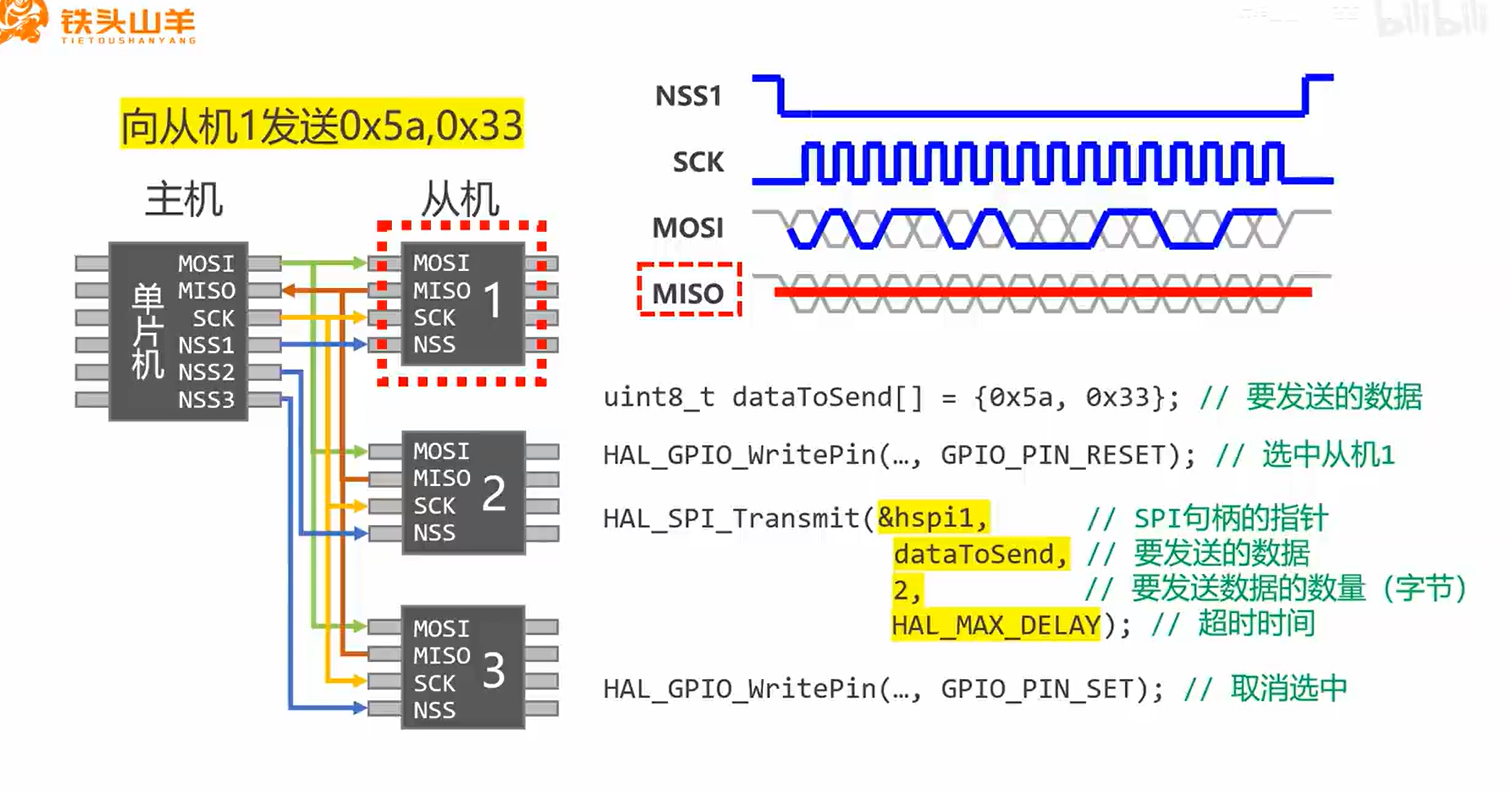 铁头山羊
TIETOUSHANYANG
bilibili
向从机1发送0x5a,0x33
主机
从机
单片机
MOSI
MISO
SCK
NSS1
NSS2
NSS3
MOSI
MISO
SCK
NSS
1
MOSI
MISO
SCK
NSS
2
MOSI
MISO
SCK
NSS
3
NSS1
SCK
MOSI
MISO
uint8_t dataToSend[] = {0x5a, 0x33}; // 要发送的数据
HAL_GPIO_WritePin(…, GPIO_PIN_RESET); // 选中从机1
HAL_SPI_Transmit(&hspi1, // SPI句柄的指针
dataToSend, // 要发送的数据
2, // 要发送数据的数量（字节）
HAL_MAX_DELAY); // 超时时间
HAL_GPIO_WritePin(…, GPIO_PIN_SET); // 取消选中